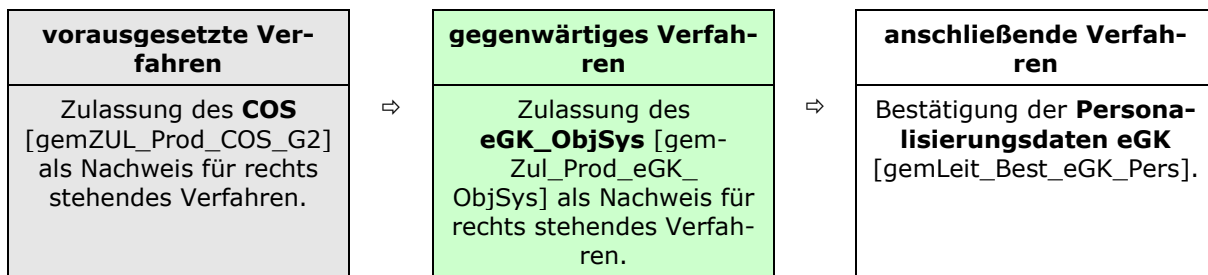 vorausgesetzte Ver-
fahren
Zulassung des COS
[gemZUL_Prod_COS_G2]
als Nachweis für rechts
stehendes Verfahren.
⇨
gegenwärtiges Verfah-
ren
Zulassung des
eGK_ObjSys [gem-
Zul_Prod_eGK_
ObjSys] als Nachweis für
rechts stehendes Verfah-
ren.
⇨
anschließende Verfah-
ren
Bestätigung der Persona-
lisierungsdaten eGK
[gemLeit_Best_eGK_Pers].